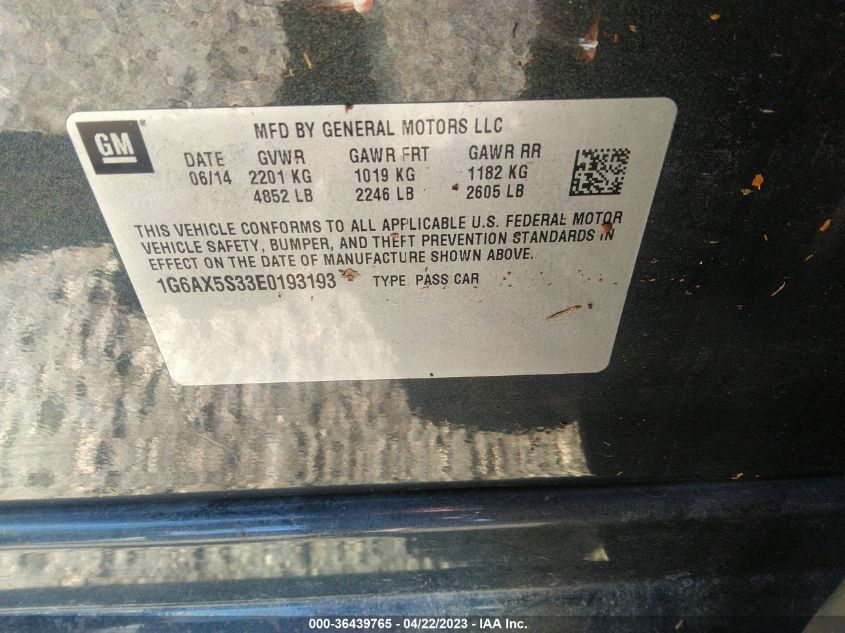 GM
MFD BY GENERAL MOTORS LLC
DATE GVWR GAWR FRT GAWR RR
06/14 2201 KG 1019 KG 1182 KG
4852 LB 2246 LB 2605 LB
THIS VEHICLE CONFORMS TO ALL APPLICABLE U.S. FEDERAL MOTOR
VEHICLE SAFETY, BUMPER, AND THEFT PREVENTION STANDARDS IN
EFFECT ON THE DATE OF MANUFACTURE SHOWN ABOVE.
1G6AX5S33E0193193 TYPE PASS CAR
000-36439765 - 04/22/2023 - IAA Inc.